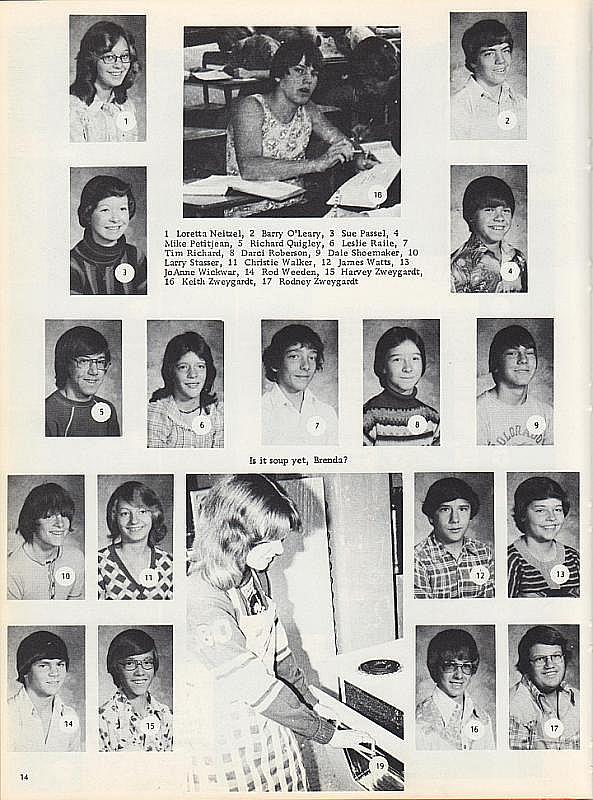 1
2
18
3
4
1 Loretta Neitzel, 2 Barry O'Leary, 3 Sue Passel, 4
Mike Petitjean, 5 Richard Quigley, 6 Leslie Raile, 7
Tim Richard, 8 Darci Roberson, 9 Dale Shoemaker, 10
Larry Stasser, 11 Christie Walker, 12 James Watts, 13
JoAnne Wickwar, 14 Rod Weeden, 15 Harvey Zweygardt,
16 Keith Zweygardt, 17 Rodney Zweygardt
5
6
7
8
COLORADO
9
Is it soup yet, Brenda?
10
11
12
13
14
15
16
17
19
14